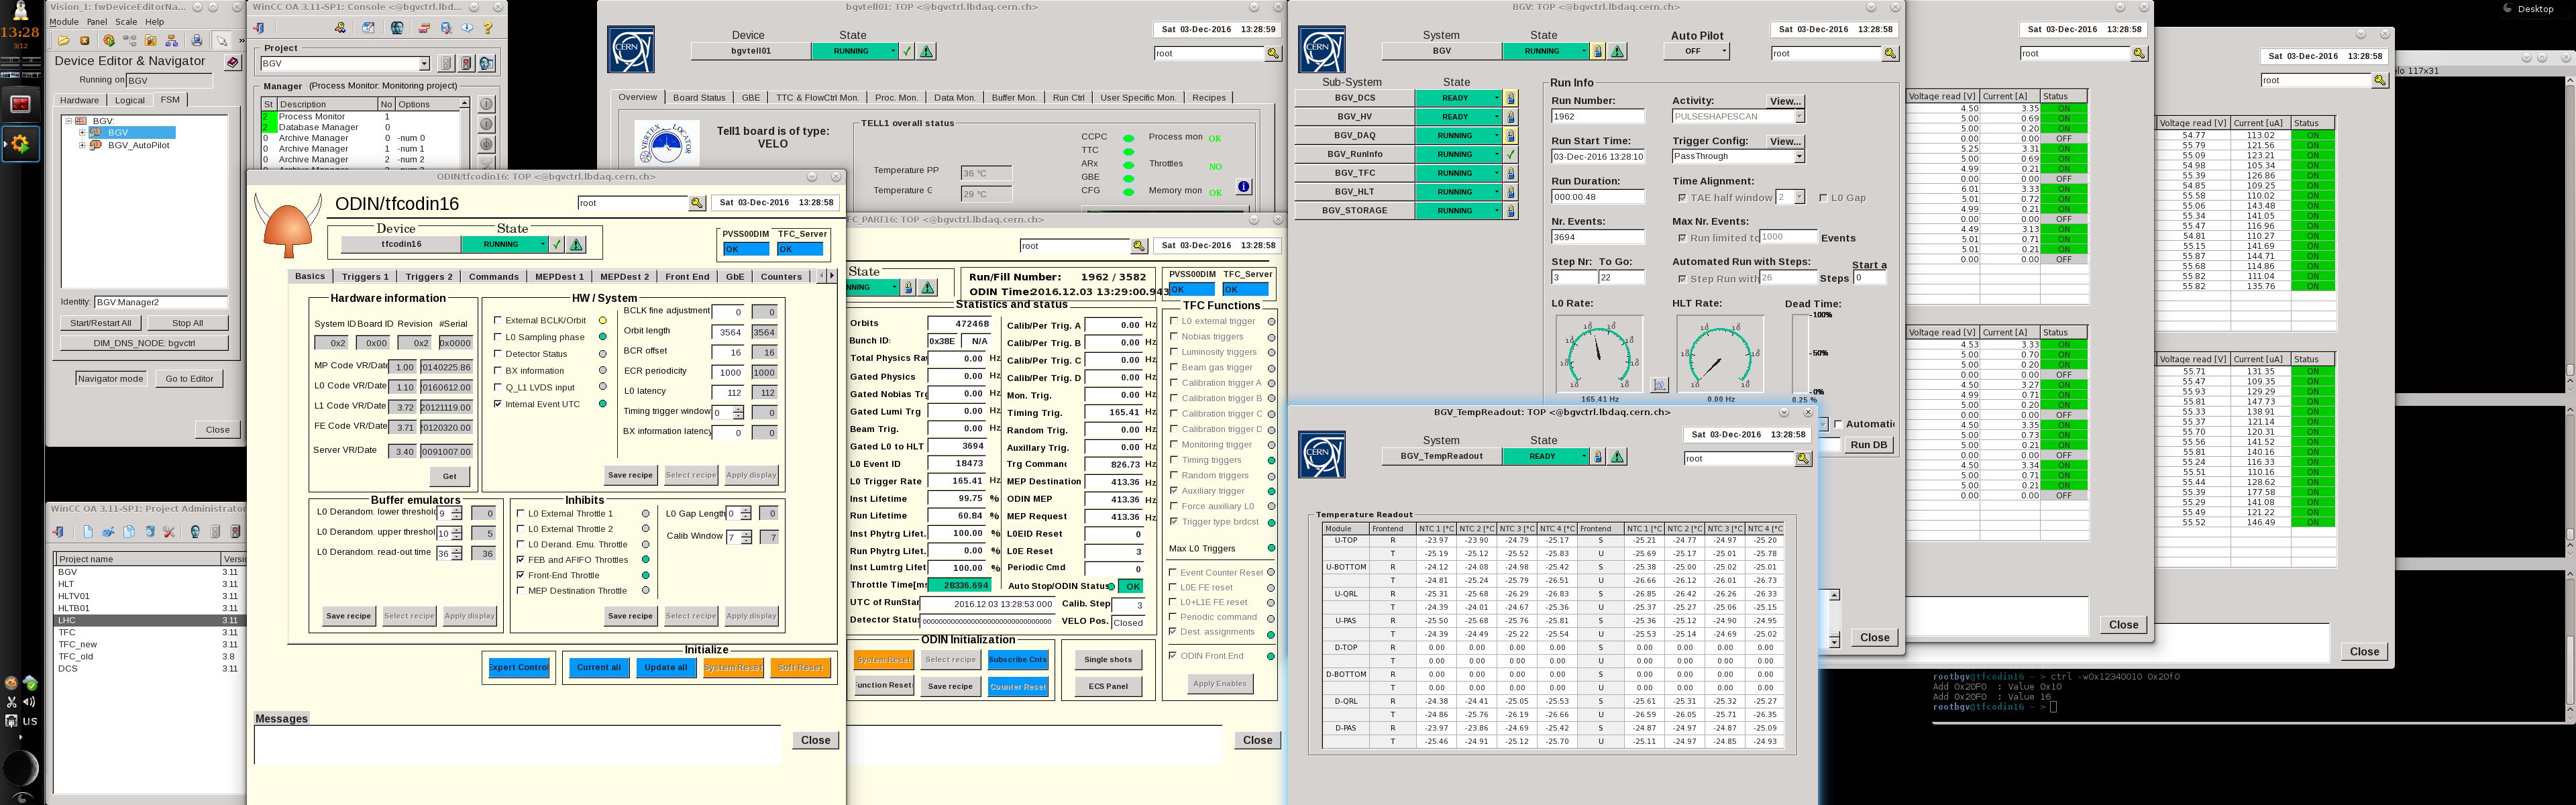 13:28
3/12
US
Vision_1: fwDeviceEditorNa...
Module Panel Scale Help
Device Editor & Navigator
Running on BGV
Hardware Logical FSM
BGV:
BGV
BGV_AutoPilot
Identity: BGV:Manager2
Start/Restart All Stop All
DIM_DNS_NODE: bgvctrl
Navigator mode Go to Editor
Close
WinCC OA 3.11-SP1: Project Administrator
Project name Versi
BGV 3.11
HLT 3.11
HLTV01 3.11
HLTB01 3.11
LHC 3.11
TFC 3.11
TFC_new 3.11
TFC_old 3.8
DCS 3.11
WinCC OA 3.11-SP1: Console <@bgvctrl.lbd...
Project
BGV
Manager (Process Monitor: Monitoring project)
St Description No Options
2 Process Monitor 1
2 Database Manager 0
0 Archive Manager 0 -num 0
0 Archive Manager 1 -num 1
0 Archive Manager 2 -num 2
ODIN/tfcodin16: TOP <@bgvctrl.lbdaq.cern.ch>
ODIN/tfcodin16
root
Sat 03-Dec-2016 13:28:58
Device State
tfcodin16 RUNNING
PVSS00DIM TFC_Server
OK OK
Basics Triggers 1 Triggers 2 Commands MEPDest 1 MEPDest 2 Front End GbE Counters
Hardware information
System ID Board ID Revision #Serial
0x2 0x00 0x2 0x0000
MP Code VR/Date 1.00 20140225.86
L0 Code VR/Date 1.10 20160612.00
L1 Code VR/Date 3.72 20121119.00
FE Code VR/Date 3.71 20120320.00
Server VR/Date 3.40 0091007.00
Get
HW / System
External BCLK/Orbit
L0 Sampling phase
Detector Status
BX information
Q_L1 LVDS input
Internal Event UTC
BCLK fine adjustment 0 0
Orbit length 3564 3564
BCR offset 16 16
ECR periodicity 1000 1000
L0 latency 112 112
Timing trigger window 0 0
BX information latency 0 0
Save recipe Select recipe Apply display
Buffer emulators
L0 Derandom. lower threshold 9 0
L0 Derandom. upper threshol 10 5
L0 Derandom. read-out time 36 36
Save recipe Select recipe Apply display
Inhibits
L0 External Throttle 1
L0 External Throttle 2
L0 Derand. Emu. Throttle
FEB and AFIFO Throttles
Front-End Throttle
MEP Destination Throttle
L0 Gap Length 0 0
Calib Window 7 7
Save recipe Select recipe Apply display
Initialize
Expert Control Current all Update all System Reset Soft Reset
Messages
Close
bgvtell01: TOP <@bgvctrl.lbdaq.cern.ch>
CERN
Sat 03-Dec-2016 13:28:59
Device State
bgvtell01 RUNNING
root
Overview Board Status GBE TTC & FlowCtrl Mon. Proc. Mon. Data Mon. Buffer Mon. Run Ctrl User Specific Mon. Recipes
VERTEX LOCATOR
Tell1 board is of type:
VELO
TELL1 overall status
Temperature PP 36 °C
Temperature C 29 °C
CCPC
TTC
ARx
GBE
CFG
Process mon OK
Throttles NO
Memory mon OK
FC_PART16: TOP <@bgvctrl.lbdaq.cern.ch>
root
Sat 03-Dec-2016 13:28:58
State
NNING
Run/Fill Number: 1962 / 3582
ODIN Time: 2016.12.03 13:29:00.943
PVSS00DIM TFC_Server
OK OK
Statistics and status
Orbits 472468
Bunch ID: 0x38E N/A
Total Physics Ra 0.00 Hz
Gated Physics 0.00 Hz
Gated Nobias Trg 0.00 Hz
Gated Lumi Trg 0.00 Hz
Beam Trig. 0.00 Hz
Gated L0 to HLT 3694
L0 Event ID 18473
L0 Trigger Rate 165.41 Hz
Inst Lifetime 99.75 %
Run Lifetime 60.84 %
Inst Phytrg Lifet. 100.00 %
Run Phytrg Lifet. 0.00 %
Inst Lumtrg Lifet 100.00 %
Throttle Time[ms 28336.694
Calib/Per Trig. A 0.00 Hz
Calib/Per Trig. B 0.00 Hz
Calib/Per Trig. C 0.00 Hz
Calib/Per Trig. D 0.00 Hz
Mon. Trig. 0.00 Hz
Timing Trig. 165.41 Hz
Random Trig. 0.00 Hz
Auxiliary Trig. 0.00 Hz
Trg Commanc 826.73 Hz
MEP Destination 413.36 Hz
ODIN MEP 413.36 Hz
MEP Request 413.36 Hz
L0EID Reset 0
L0E Reset 3
Periodic Cmd 0
Auto Stop/ODIN Status OK
UTC of RunStar 2016.12.03 13:28:53.000
Calib. Step 3
Detector Status 00000000000000000000000000000000
VELO Pos. Closed
ODIN Initialization
System Reset Select recipe Subscribe Cnts
Function Reset Save recipe Counter Reset
Single shots
ECS Panel
TFC Functions
L0 external trigger
Nobias triggers
Luminosity triggers
Beam gas trigger
Calibration trigger A
Calibration trigger B
Calibration trigger C
Calibration trigger D
Monitoring trigger
Timing triggers
Random triggers
Auxiliary trigger
Force auxiliary L0
Trigger type brdcst
Max L0 Triggers
Event Counter Reset
L0E FE reset
L0+L1E FE reset
Periodic command
Dest. assignments
ODIN Front End
Apply Enables
Close
BGV: TOP <@bgvctrl.lbdaq.cern.ch>
CERN
Sat 03-Dec-2016 13:28:58
System State Auto Pilot
BGV RUNNING OFF
root
Sub-System State
BGV_DCS READY
BGV_HV READY
BGV_DAQ RUNNING
BGV_RunInfo RUNNING
BGV_TFC RUNNING
BGV_HLT RUNNING
BGV_STORAGE RUNNING
Run Info
Run Number: Activity: View...
1962 PULSESHAPESCAN
Run Start Time: Trigger Config: View...
03-Dec-2016 13:28:10 PassThrough
Run Duration: Time Alignment:
000:00:48 TAE half window 2 L0 Gap
Nr. Events: Max Nr. Events:
3694 Run limited to 1000 Events
Step Nr: To Go: Automated Run with Steps: Start a
3 22 Step Run with 26 Steps 0
L0 Rate: HLT Rate: Dead Time:
100%
50%
0%
165.41 Hz 0.00 Hz 0.25 %
Automati
Run DB
Close
BGV_TempReadout: TOP <@bgvctrl.lbdaq.cern.ch>
CERN
Sat 03-Dec-2016 13:28:58
System State
BGV_TempReadout READY
root
Temperature Readout
Module Frontend NTC 1 [°C NTC 2 [°C NTC 3 [°C NTC 4 [°C Frontend NTC 1 [°C NTC 2 [°C NTC 3 [°C NTC 4 [°C
U-TOP R -23.97 -23.90 -24.79 -25.17 S -25.21 -24.77 -24.97 -25.20
T -25.19 -25.12 -25.52 -25.83 U -25.69 -25.17 -25.01 -25.78
U-BOTTOM R -24.12 -24.08 -24.98 -25.42 S -25.38 -25.00 -25.02 -25.01
T -24.81 -25.24 -25.79 -26.51 U -26.66 -26.12 -26.01 -26.73
U-QRL R -25.31 -25.68 -26.29 -26.83 S -26.85 -26.42 -26.26 -26.33
T -24.39 -24.01 -24.67 -25.36 U -25.37 -25.27 -25.06 -25.15
U-PAS R -25.50 -25.68 -25.76 -25.81 S -25.36 -25.12 -24.90 -24.95
T -24.39 -24.49 -25.22 -25.54 U -25.53 -25.14 -24.69 -25.02
D-TOP R 0.00 0.00 0.00 0.00 S 0.00 0.00 0.00 0.00
T 0.00 0.00 0.00 0.00 U 0.00 0.00 0.00 0.00
D-BOTTOM R 0.00 0.00 0.00 0.00 S 0.00 0.00 0.00 0.00
T 0.00 0.00 0.00 0.00 U 0.00 0.00 0.00 0.00
D-QRL R -24.38 -24.41 -25.05 -25.53 S -25.61 -25.31 -25.32 -25.27
T -24.86 -25.76 -26.19 -26.66 U -26.59 -26.05 -25.71 -26.35
D-PAS R -23.97 -23.86 -24.69 -25.42 S -24.87 -24.97 -24.87 -25.09
T -25.46 -24.91 -25.12 -25.70 U -25.11 -24.97 -24.85 -24.93
Sat 03-Dec-2016 13:28:58
root
Voltage read [V] Current [A] Status
4.50 3.35 ON
5.00 0.69 ON
5.00 0.20 ON
0.00 0.00 OFF
5.25 3.31 ON
5.00 0.69 ON
4.99 0.21 ON
0.00 0.00 OFF
6.01 3.33 ON
5.01 0.72 ON
4.99 0.21 ON
0.00 0.00 OFF
4.49 3.13 ON
5.01 0.71 ON
5.01 0.21 ON
0.00 0.00 OFF
Voltage read [V] Current [A] Status
4.53 3.33 ON
5.00 0.70 ON
5.00 0.20 ON
0.00 0.00 OFF
4.50 3.27 ON
4.99 0.71 ON
5.00 0.20 ON
0.00 0.00 OFF
4.50 3.35 ON
5.00 0.73 ON
5.00 0.21 ON
0.00 0.00 OFF
4.50 3.34 ON
5.00 0.71 ON
5.00 0.21 ON
0.00 0.00 OFF
Close
Sat 03-Dec-2016 13:28:58
root
Voltage read [V] Current [uA] Status
54.77 113.02 ON
55.79 121.56 ON
55.09 123.21 ON
54.98 105.34 ON
55.39 126.86 ON
54.85 109.25 ON
55.58 110.02 ON
55.06 143.48 ON
55.34 141.05 ON
55.47 116.96 ON
54.81 110.27 ON
55.15 141.69 ON
55.87 144.71 ON
55.68 114.86 ON
55.82 111.04 ON
55.82 135.76 ON
Voltage read [V] Current [uA] Status
55.71 131.35 ON
55.47 109.35 ON
55.93 129.29 ON
55.81 147.73 ON
55.33 138.91 ON
55.37 121.14 ON
55.70 120.31 ON
55.56 141.52 ON
55.81 140.16 ON
55.24 116.33 ON
55.51 110.16 ON
55.39 177.58 ON
55.29 141.08 ON
55.49 121.22 ON
55.52 146.49 ON
Close
elo 117x31
rootbgv@tfcodin16 ~ > ctrl -w0x12340010 0x20f0
Add 0x20F0 : Value 0x10
Add 0x20F0 : Value 16
rootbgv@tfcodin16 ~ >
Desktop